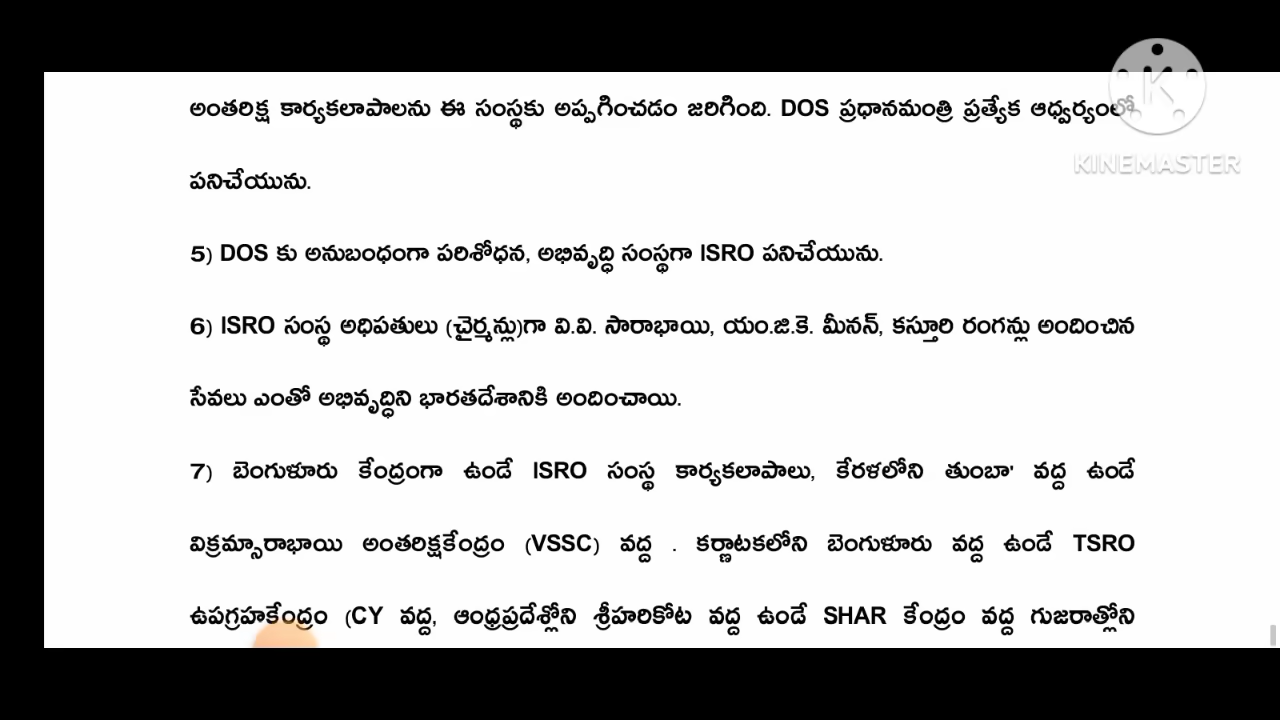 అంతరిక్ష కార్యకలాపాలను ఈ సంస్థకు అప్పగించడం జరిగింది. DOS ప్రధానమంత్రి ప్రత్యేక ఆధ్వర్యంలో
KINEMASTER
పనిచేయును.
5) DOS కు అనుబంధంగా పరిశోధన, అభివృద్ధి సంస్థగా ISRO పనిచేయును.
6) ISRO సంస్థ అధిపతులు (చైర్మన్లు)గా వి.వి. సారాభాయి, యం.జి.కె. మీనన్, కస్తూరి రంగన్లు అందించిన
సేవలు ఎంతో అభివృద్ధిని భారతదేశానికి అందించాయి.
7) బెంగుళూరు కేంద్రంగా ఉండే ISRO సంస్థ కార్యకలాపాలు, కేరళలోని తుంబా' వద్ద ఉండే
విక్రమ్సారాభాయి అంతరిక్షకేంద్రం (VSSC) వద్ద . కర్ణాటకలోని బెంగుళూరు వద్ద ఉండే TSRO
ఉపగ్రహకేంద్రం (CY వద్ద, ఆంధ్రప్రదేశ్లోని శ్రీహరికోట వద్ద ఉండే SHAR కేంద్రం వద్ద గుజరాత్లోని